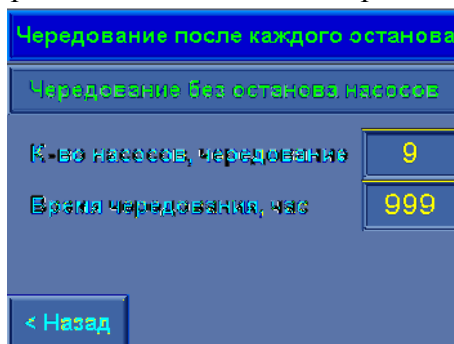 Чередование после каждого останова
Чередование без останова насосов
К-во насосов, чередование 9
Время чередования, час 999
< Назад